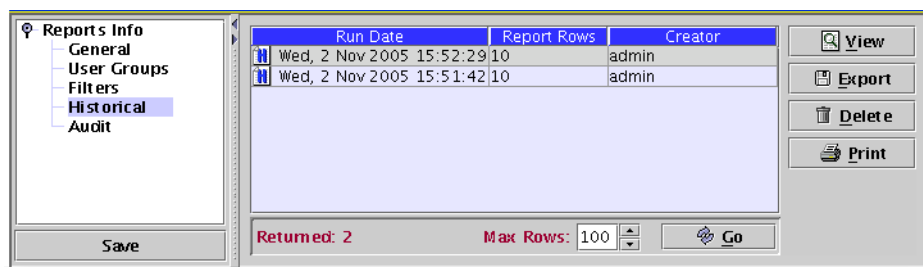 Reports Info
General
User Groups
Filters
Historical
Audit
Save
Run Date Report Rows Creator
H Wed, 2 Nov 2005 15:52:29 10 admin
H Wed, 2 Nov 2005 15:51:42 10 admin
Returned: 2 Max Rows: 100 Go
View
Export
Delete
Print